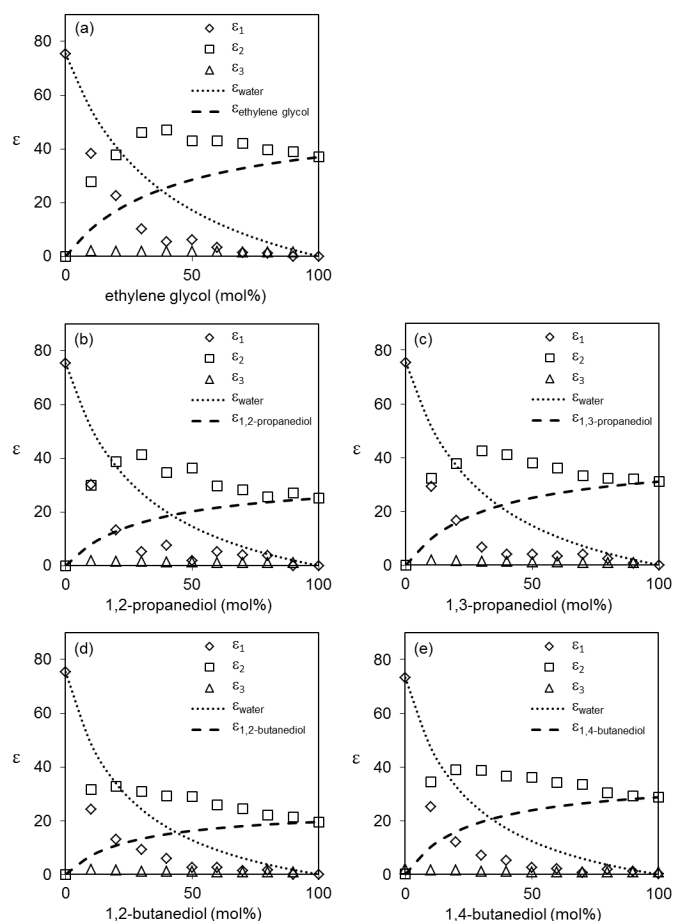 (a)
ε1
ε2
ε3
εwater
εethylene glycol
80
60
40
20
0
ε
0 50 100
ethylene glycol (mol%)
(b)
ε1
ε2
ε3
εwater
ε1,2-propanediol
80
60
40
20
0
ε
0 50 100
1,2-propanediol (mol%)
(c)
ε1
ε2
ε3
εwater
ε1,3-propanediol
80
60
40
20
0
0 50 100
1,3-propanediol (mol%)
(d)
ε1
ε2
ε3
εwater
ε1,2-butanediol
80
60
40
20
0
ε
0 50 100
1,2-butanediol (mol%)
(e)
ε1
ε2
ε3
εwater
ε1,4-butanediol
80
60
40
20
0
0 50 100
1,4-butanediol (mol%)